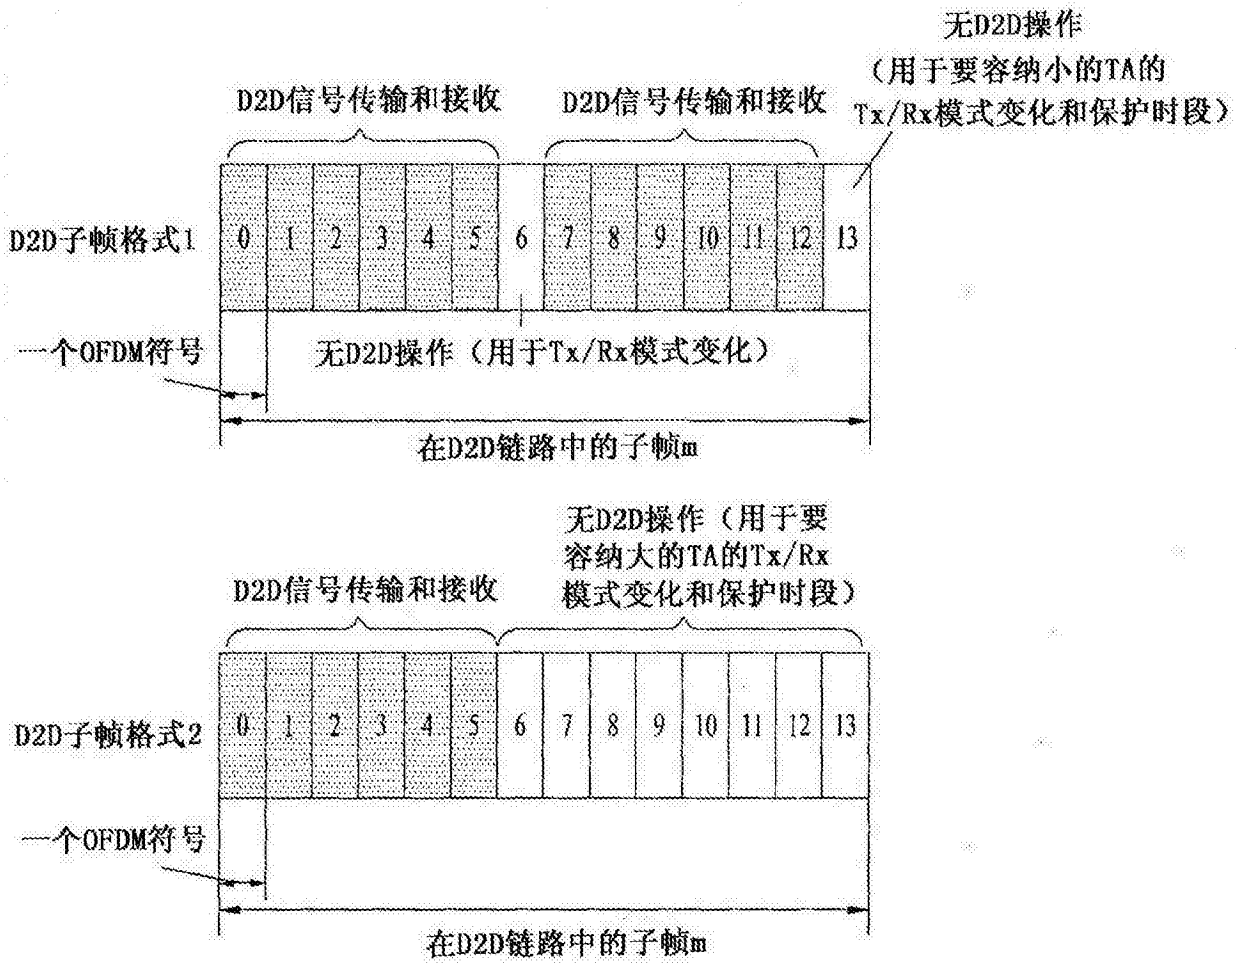 无D2D操作
（用于要容纳小的TA的
Tx/Rx模式变化和保护时段）
D2D信号传输和接收
D2D信号传输和接收
D2D子帧格式1
0 1 2 3 4 5 6 7 8 9 10 11 12 13
一个OFDM符号
无D2D操作（用于Tx/Rx模式变化）
在D2D链路中的子帧m
无D2D操作（用于要
容纳大的TA的Tx/Rx
模式变化和保护时段）
D2D信号传输和接收
D2D子帧格式2
0 1 2 3 4 5 6 7 8 9 10 11 12 13
一个OFDM符号
在D2D链路中的子帧m